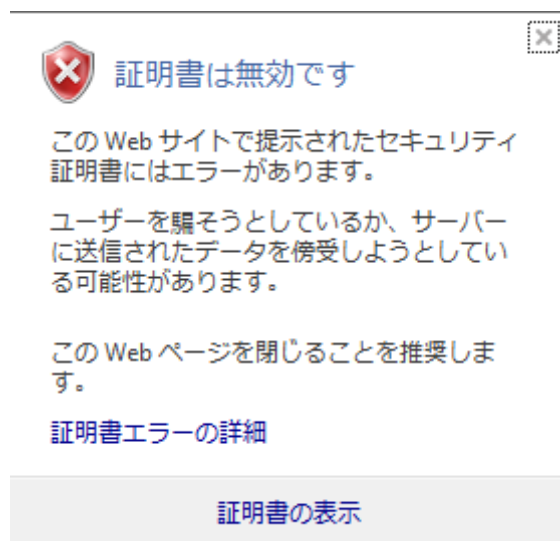 証明書は無効です
この Web サイトで提示されたセキュリティ
証明書にはエラーがあります。
ユーザーを騙そうとしているか、サーバー
に送信されたデータを傍受しようとしてい
る可能性があります。
この Web ページを閉じることを推奨しま
す。
証明書エラーの詳細
証明書の表示